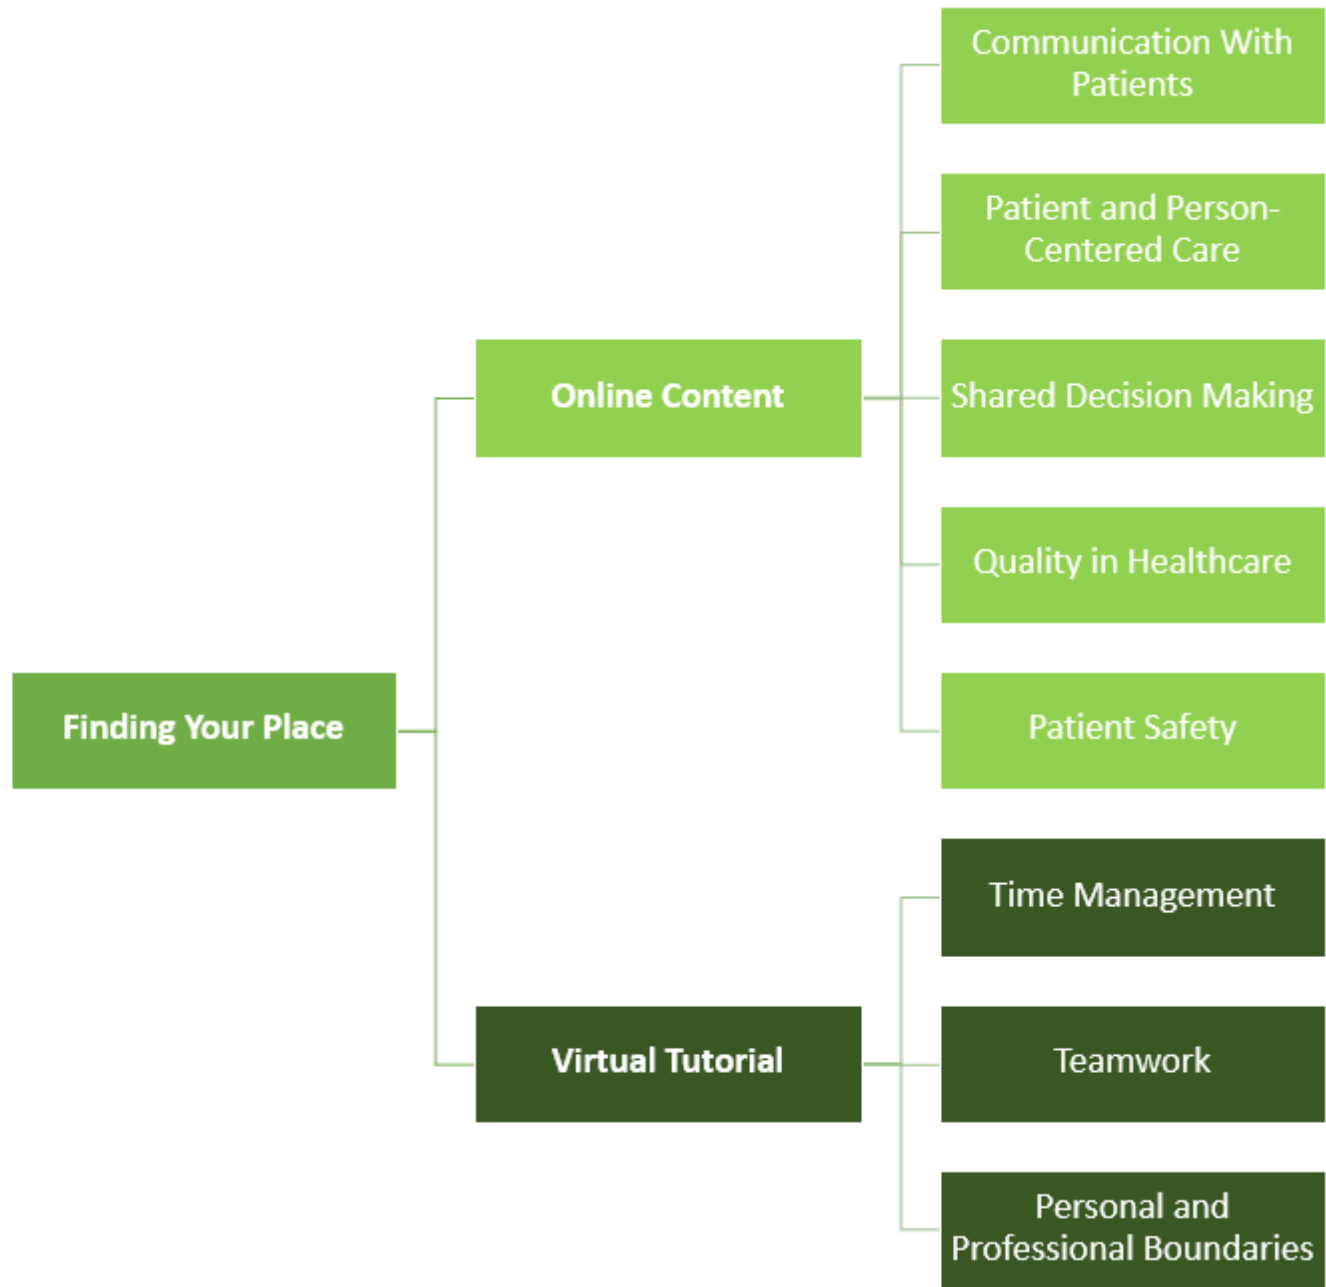 Communication With
Patients
Patient and Person-
Centered Care
Online Content
Shared Decision Making
Quality in Healthcare
Finding Your Place
Patient Safety
Time Management
Virtual Tutorial
Teamwork
Personal and
Professional Boundaries